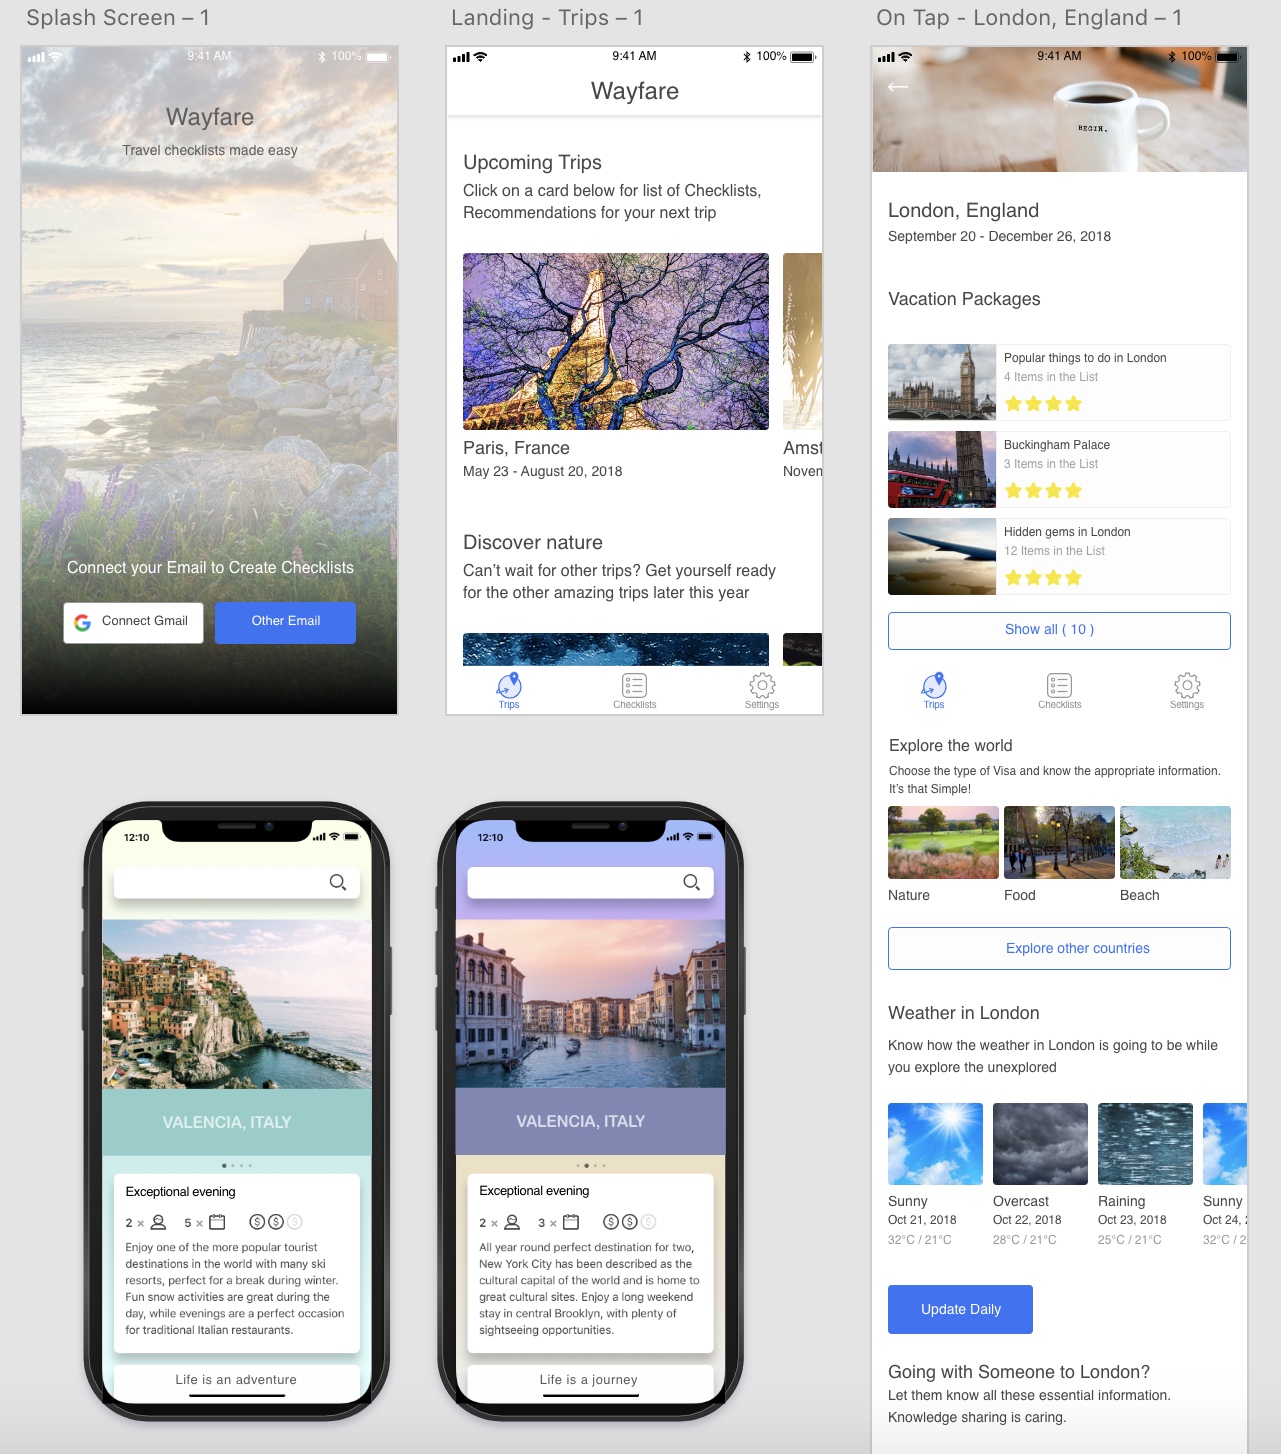 Splash Screen – 1
9:41 AM
100%
Wayfare
Travel checklists made easy
Connect your Email to Create Checklists
Connect Gmail
Other Email
Landing - Trips – 1
9:41 AM
100%
Wayfare
Upcoming Trips
Click on a card below for list of Checklists,
Recommendations for your next trip
Paris, France
May 23 - August 20, 2018
Amst
Novem
Discover nature
Can’t wait for other trips? Get yourself ready
for the other amazing trips later this year
Trips
Checklists
Settings
On Tap - London, England – 1
9:41 AM
100%
BEGIN.
London, England
September 20 - December 26, 2018
Vacation Packages
Popular things to do in London
4 Items in the List
Buckingham Palace
3 Items in the List
Hidden gems in London
12 Items in the List
Show all ( 10 )
Trips
Checklists
Settings
Explore the world
Choose the type of Visa and know the appropriate information.
It’s that Simple!
Nature
Food
Beach
Explore other countries
Weather in London
Know how the weather in London is going to be while
you explore the unexplored
Sunny
Oct 21, 2018
32°C / 21°C
Overcast
Oct 22, 2018
28°C / 21°C
Raining
Oct 23, 2018
25°C / 21°C
Sunny
Oct 24, 2
32°C / 2
Update Daily
Going with Someone to London?
Let them know all these essential information.
Knowledge sharing is caring.
12:10
VALENCIA, ITALY
Exceptional evening
2 ×
5 ×
$ $ $
Enjoy one of the more popular tourist
destinations in the world with many ski
resorts, perfect for a break during winter.
Fun snow activities are great during the
day, while evenings are a perfect occasion
for traditional Italian restaurants.
Life is an adventure
12:10
VALENCIA, ITALY
Exceptional evening
2 ×
3 ×
$ $ $
All year round perfect destination for two,
New York City has been described as the
cultural capital of the world and is home to
great cultural sites. Enjoy a long weekend
stay in central Brooklyn, with plenty of
sightseeing opportunities.
Life is a journey